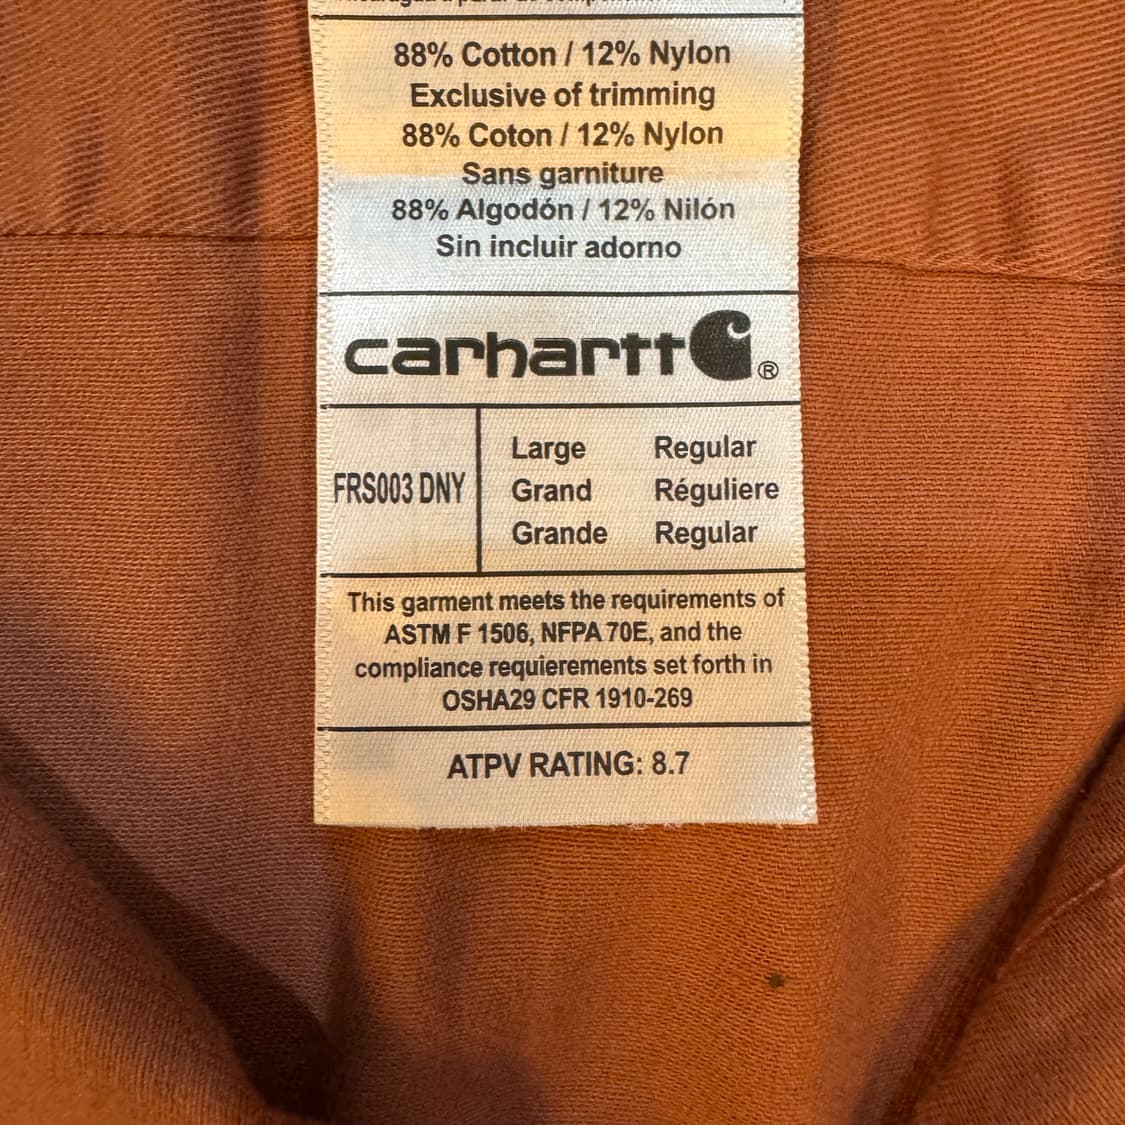 88% Cotton / 12% Nylon
Exclusive of trimming
88% Coton / 12% Nylon
Sans garniture
88% Algodón / 12% Nilón
Sin incluir adorno
carhartt ®
FRS003 DNY
Large Regular
Grand Réguliere
Grande Regular
This garment meets the requirements of
ASTM F 1506, NFPA 70E, and the
compliance requierements set forth in
OSHA29 CFR 1910-269
ATPV RATING: 8.7